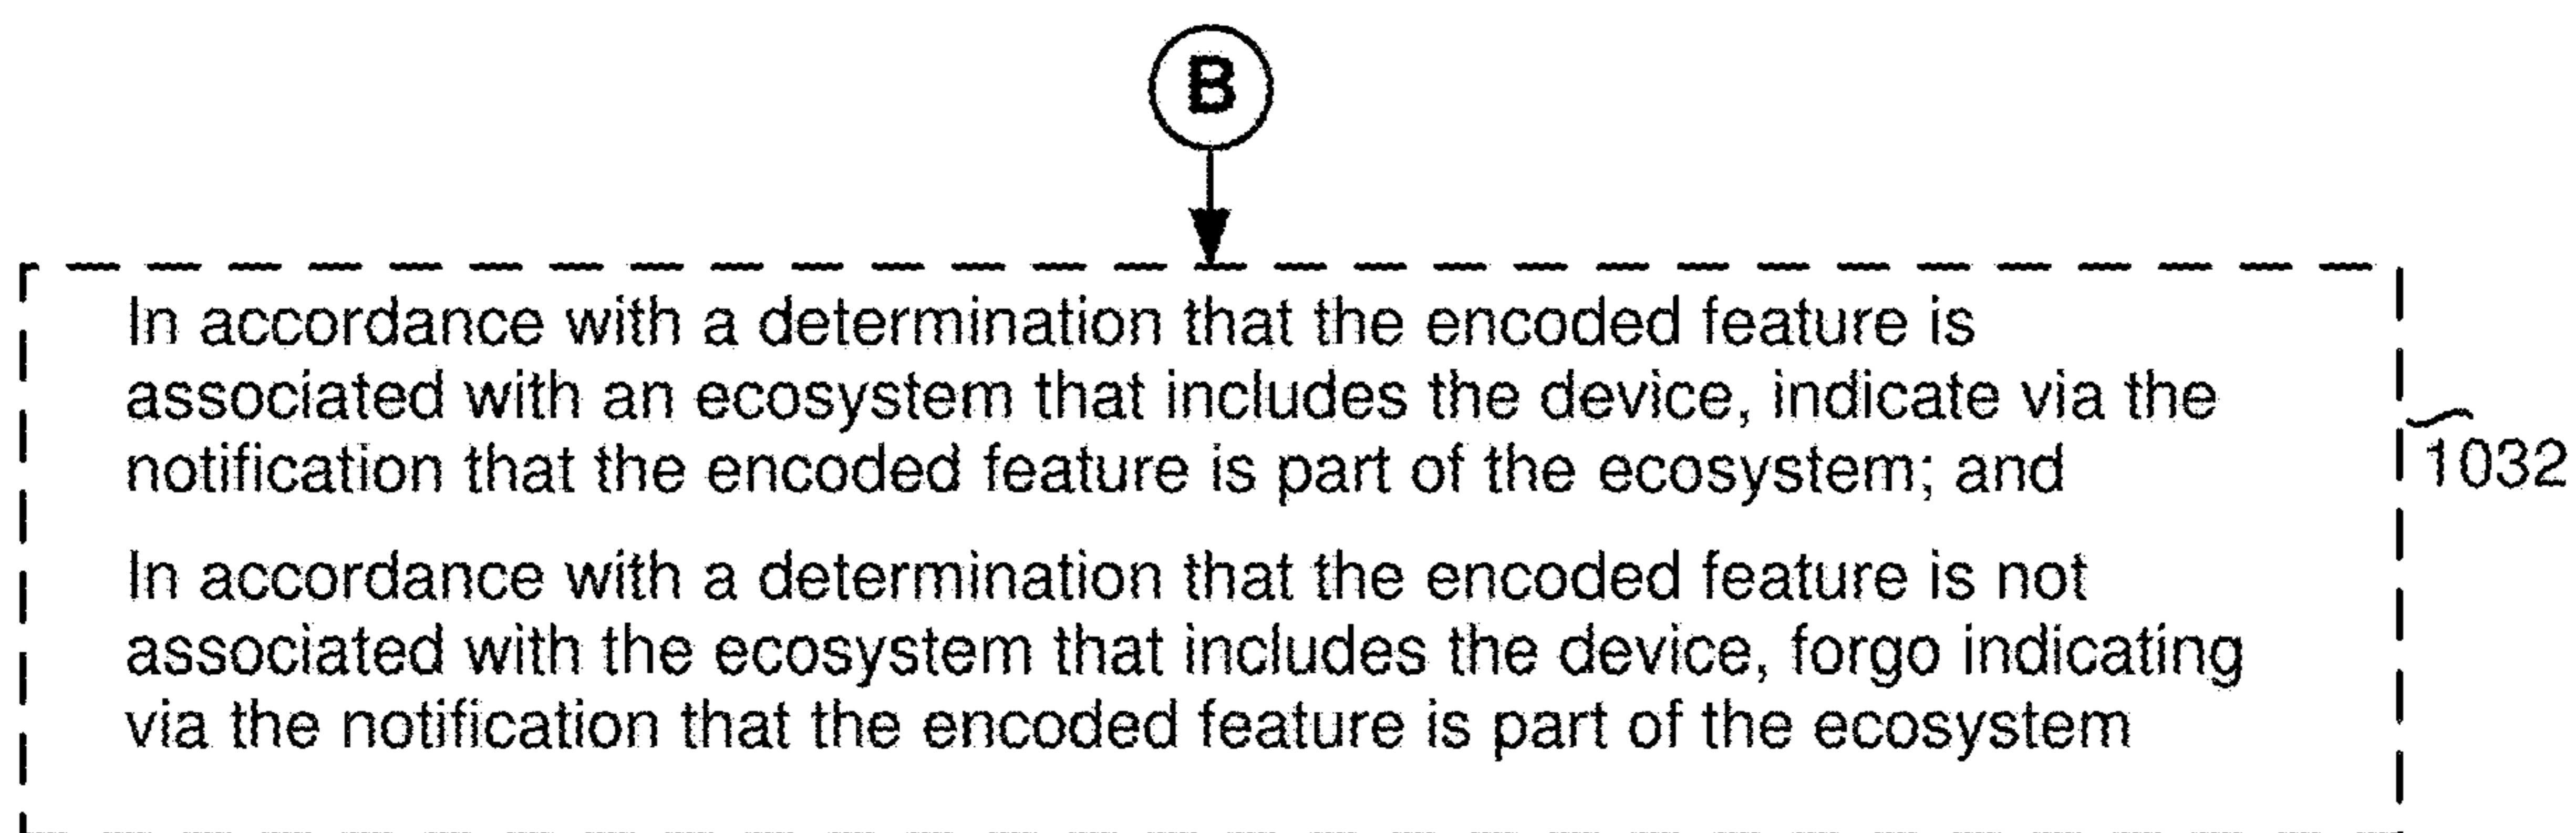 B
In accordance with a determination that the encoded feature is
associated with an ecosystem that includes the device, indicate via the
notification that the encoded feature is part of the ecosystem; and
1032
In accordance with a determination that the encoded feature is not
associated with the ecosystem that includes the device, forgo indicating
via the notification that the encoded feature is part of the ecosystem